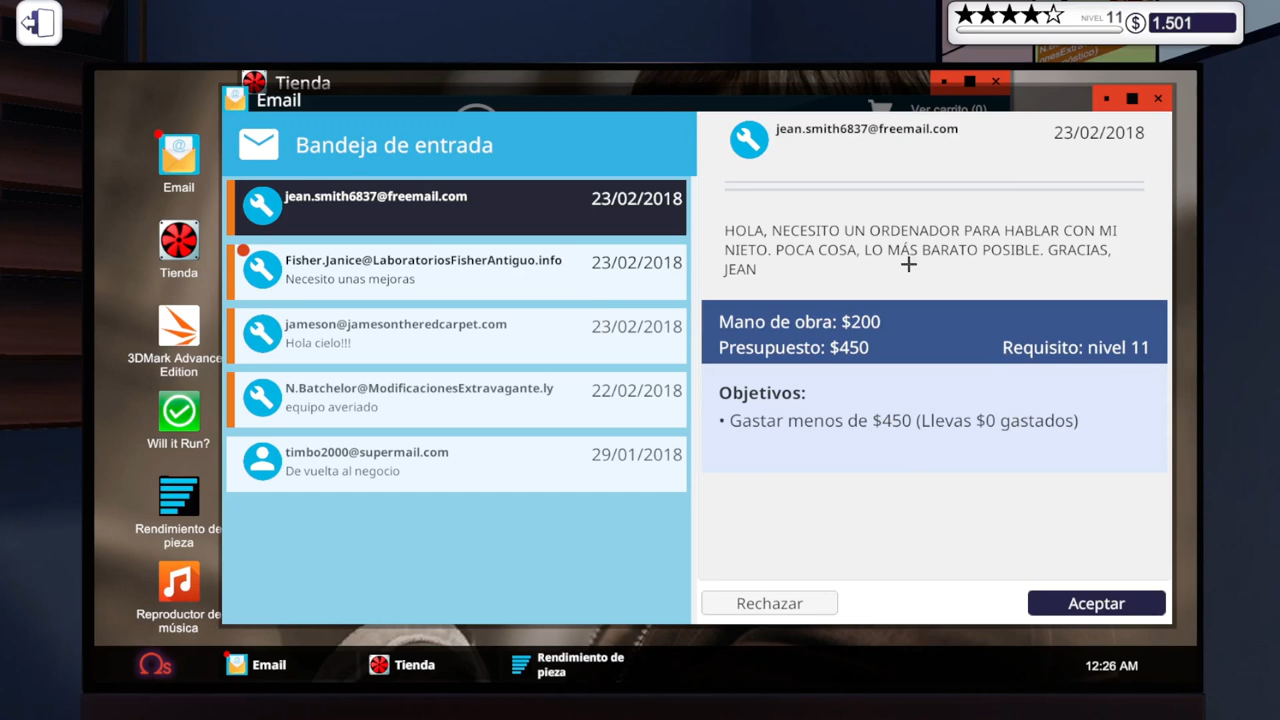 NIVEL 11
$ 1.501
Tienda
Ver carrito (0)
Email
Bandeja de entrada
jean.smith6837@freemail.com
23/02/2018
Fisher.Janice@LaboratoriosFisherAntiguo.info
23/02/2018
Necesito unas mejoras
jameson@jamesontheredcarpet.com
23/02/2018
Hola cielo!!!
N.Batchelor@ModificacionesExtravagante.ly
22/02/2018
equipo averiado
timbo2000@supermail.com
29/01/2018
De vuelta al negocio
jean.smith6837@freemail.com
23/02/2018
HOLA, NECESITO UN ORDENADOR PARA HABLAR CON MI
NIETO. POCA COSA, LO MÁS BARATO POSIBLE. GRACIAS,
JEAN
Mano de obra: $200
Presupuesto: $450
Requisito: nivel 11
Objetivos:
• Gastar menos de $450 (Llevas $0 gastados)
Rechazar
Aceptar
Email
Tienda
3DMark Advance
Edition
Will it Run?
Rendimiento de
pieza
Reproductor de
música
Email
Tienda
Rendimiento de
pieza
12:26 AM